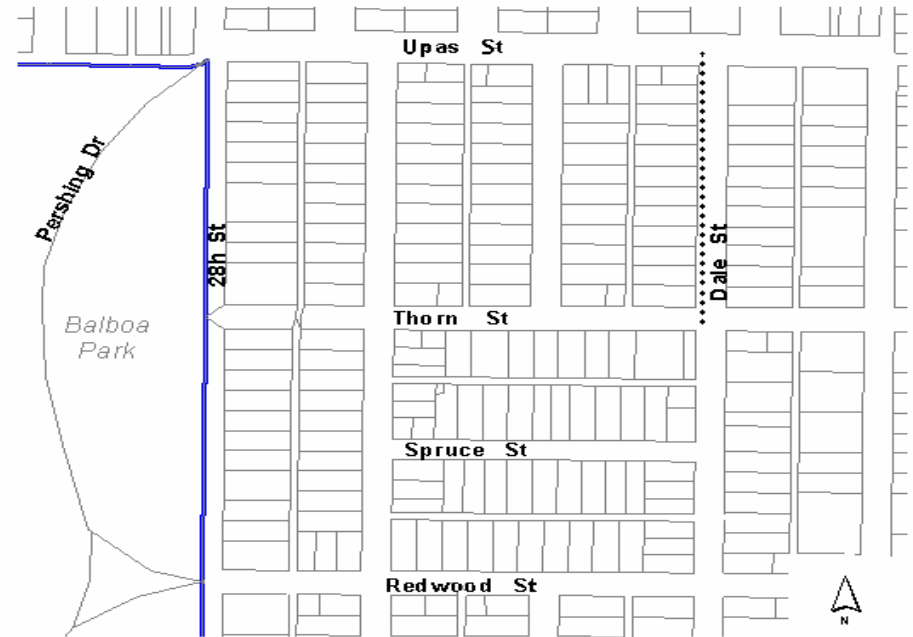 Upas St
Pershing Dr
28h St
Dale St
Balboa
Park
Thorn St
Spruce St
Redwood St
N